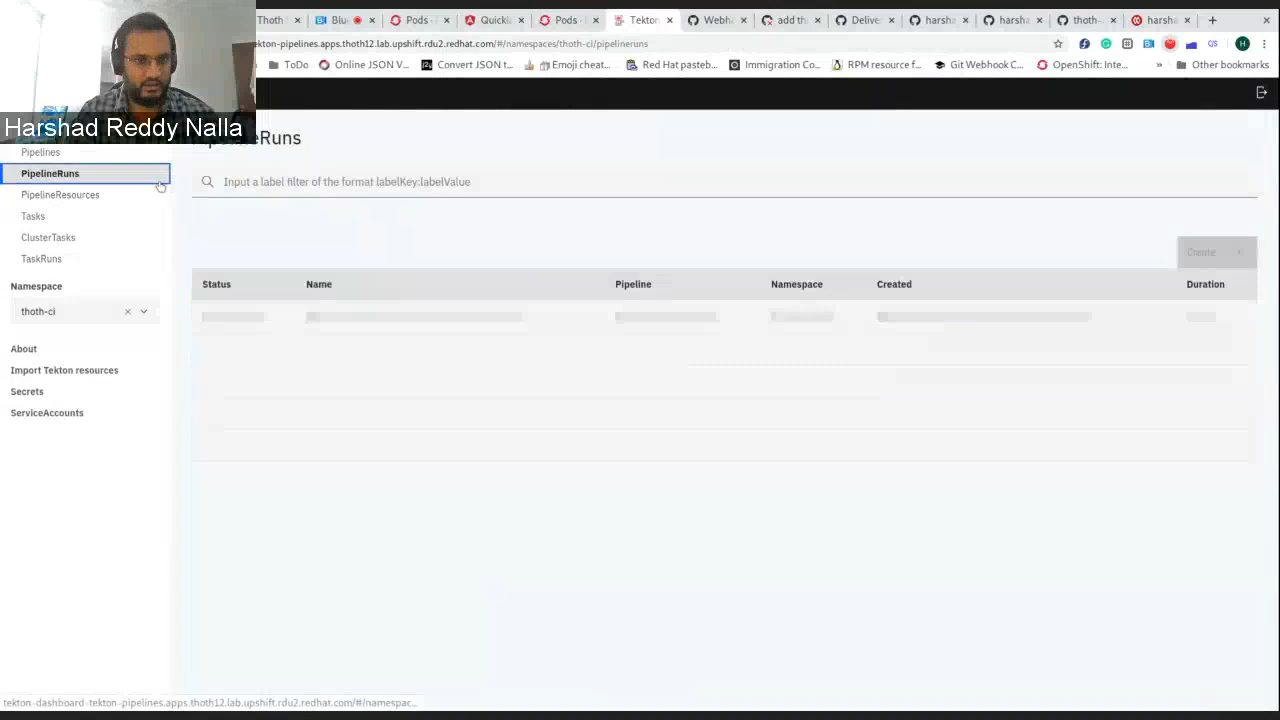 Thoth
Blue
Pods -
Quickl
Pods -
Tekton
Webh
add th
Deliver
harsha
harsha
thoth-
harsha
ekton-pipelines.apps.thoth12.lab.upshift.rdu2.redhat.com/#/namespaces/thoth-ci/pipelineruns
ToDo
Online JSON V...
Convert JSON t...
Emoji cheat...
Red Hat pasteb...
Immigration Co...
RPM resource f...
Git Webhook C...
OpenShift: Inte...
» Other bookmarks
Harshad Reddy Nalla
PipelineRuns
Pipelines
PipelineRuns
PipelineResources
Tasks
ClusterTasks
TaskRuns
Namespace
thoth-ci
About
Import Tekton resources
Secrets
ServiceAccounts
Input a label filter of the format labelKey:labelValue
Create +
Status Name Pipeline Namespace Created Duration
tekton-dashboard-tekton-pipelines.apps.thoth12.lab.upshift.rdu2.redhat.com/#/namespac...